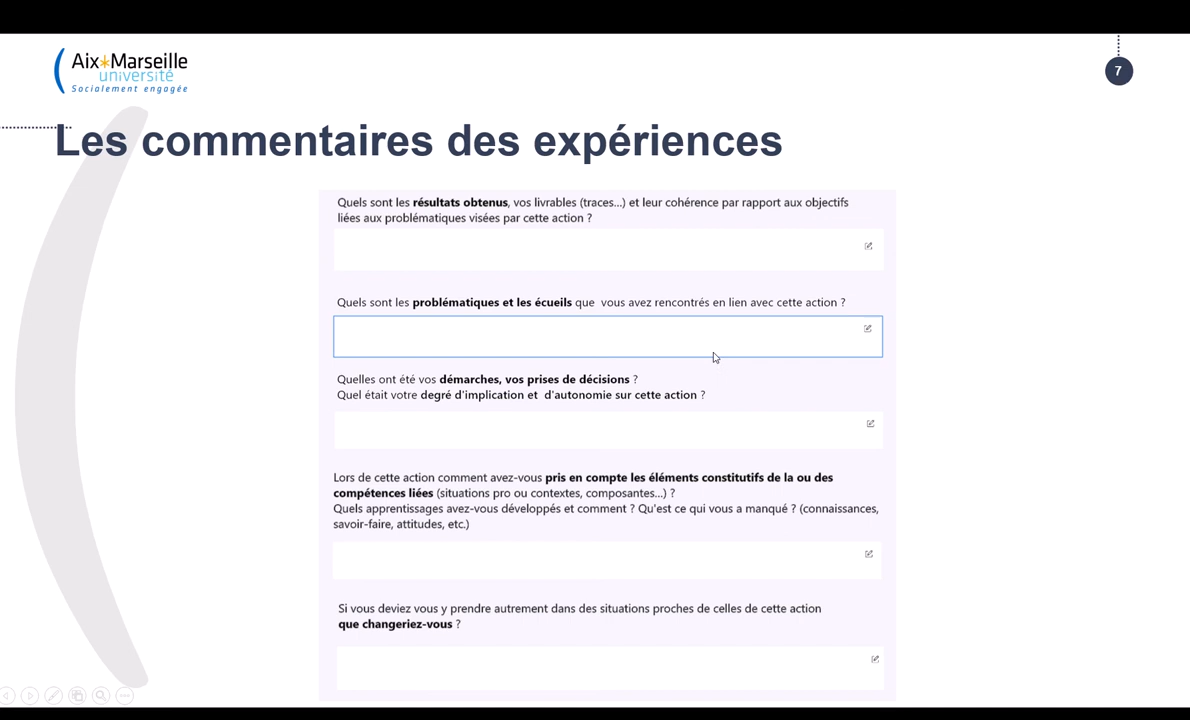 Aix*Marseille
université
Socialement engagée
7
Les commentaires des expériences
Quels sont les résultats obtenus, vos livrables (traces...) et leur cohérence par rapport aux objectifs
liées aux problématiques visées par cette action ?
Quels sont les problématiques et les écueils que vous avez rencontrés en lien avec cette action ?
Quelles ont été vos démarches, vos prises de décisions ?
Quel était votre degré d'implication et d'autonomie sur cette action ?
Lors de cette action comment avez-vous pris en compte les éléments constitutifs de la ou des
compétences liées (situations pro ou contextes, composantes...) ?
Quels apprentissages avez-vous développés et comment ? Qu'est ce qui vous a manqué ? (connaissances,
savoir-faire, attitudes, etc.)
Si vous deviez vous y prendre autrement dans des situations proches de celles de cette action
que changeriez-vous ?